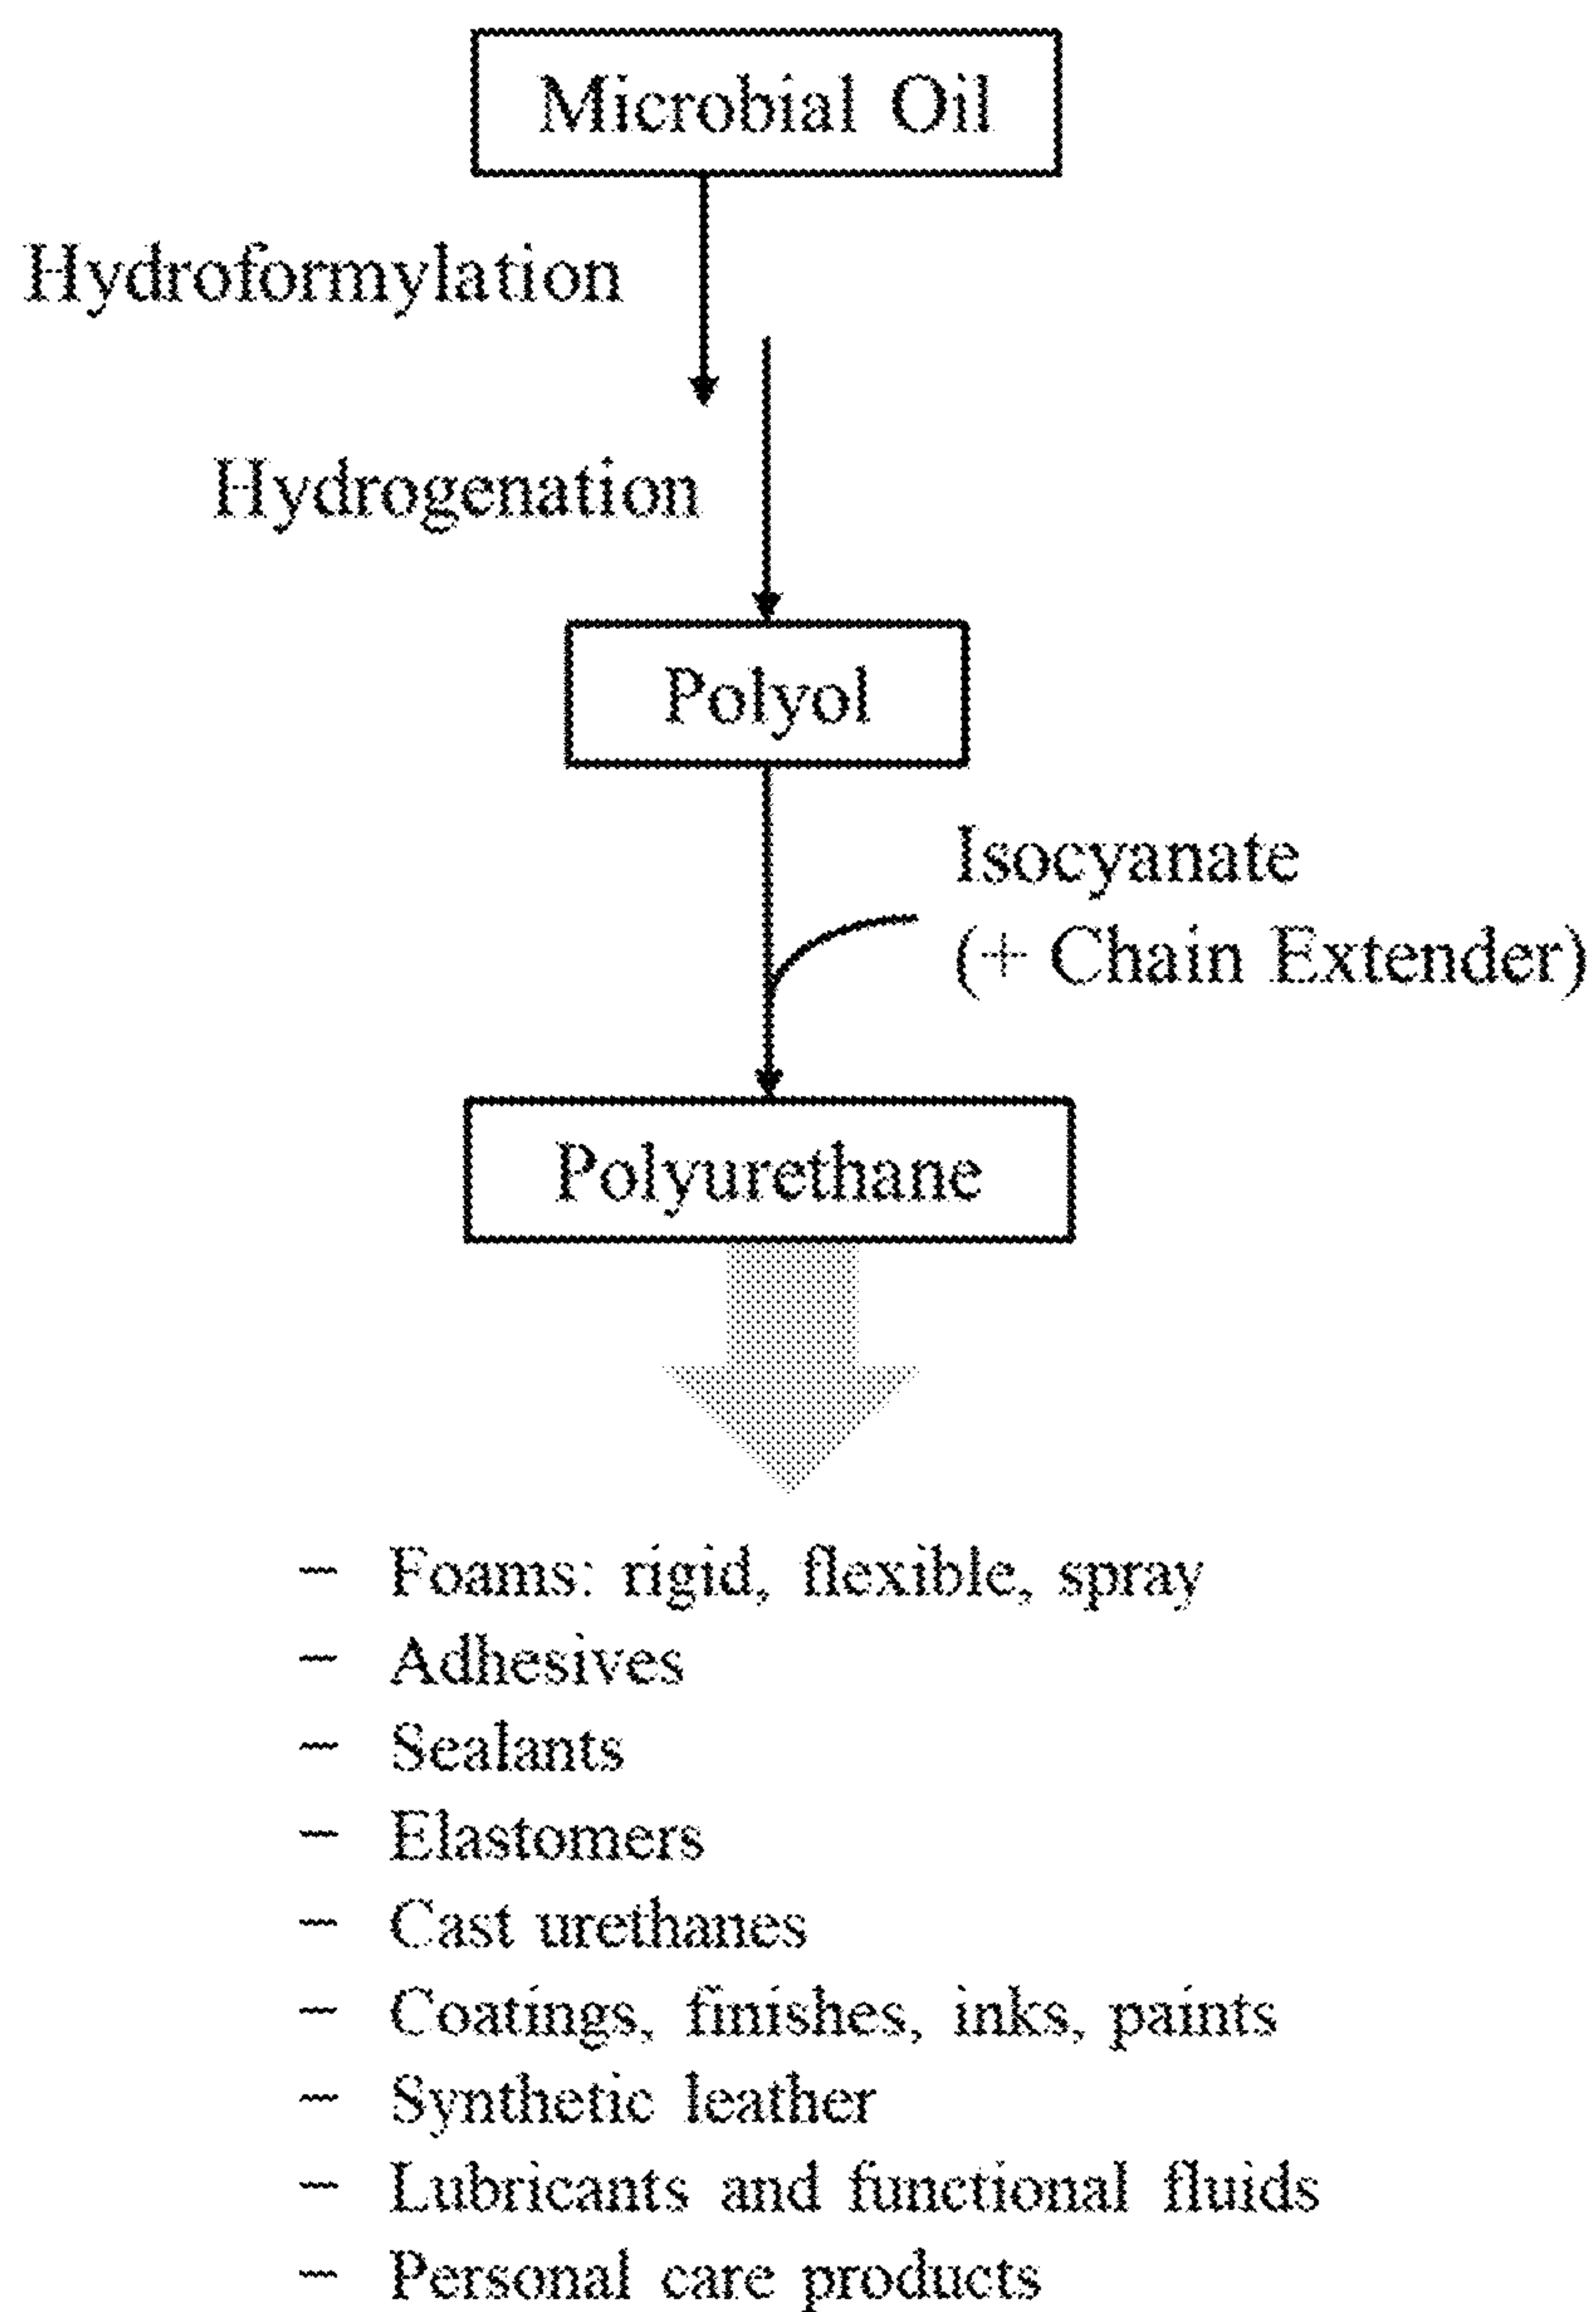 Microbial Oil
Hydroformylation
Hydrogenation
Polyol
Isocyanate
(+ Chain Extender)
Polyurethane
– Foams: rigid, flexible, spray
– Adhesives
– Sealants
– Elastomers
– Cast urethanes
– Coatings, finishes, inks, paints
– Synthetic leather
– Lubricants and functional fluids
– Personal care products